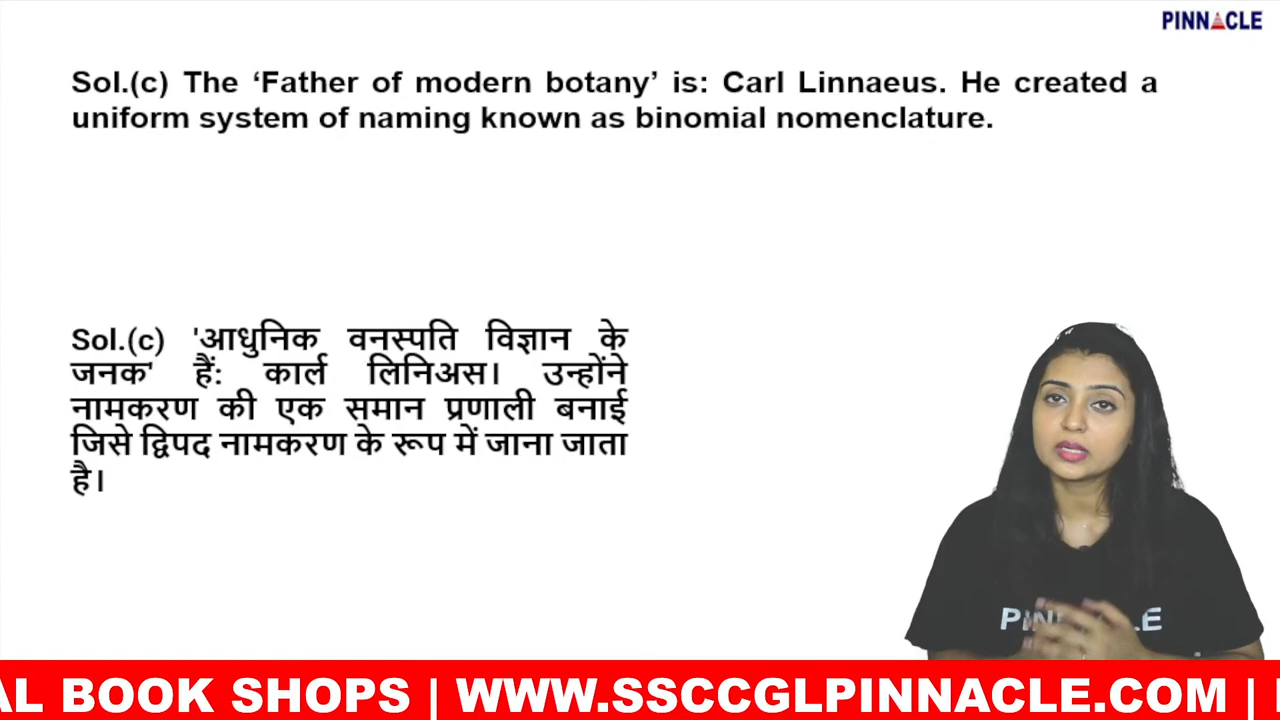 PINNACLE
Sol.(c) The ‘Father of modern botany’ is: Carl Linnaeus. He created a
uniform system of naming known as binomial nomenclature.
Sol.(c) 'आधुनिक वनस्पति विज्ञान के
जनक' हैं: कार्ल लिनिअस। उन्होंने
नामकरण की एक समान प्रणाली बनाई
जिसे द्विपद नामकरण के रूप में जाना जाता
है।
PINNACLE
AL BOOK SHOPS | WWW.SSCCGLPINNACLE.COM |